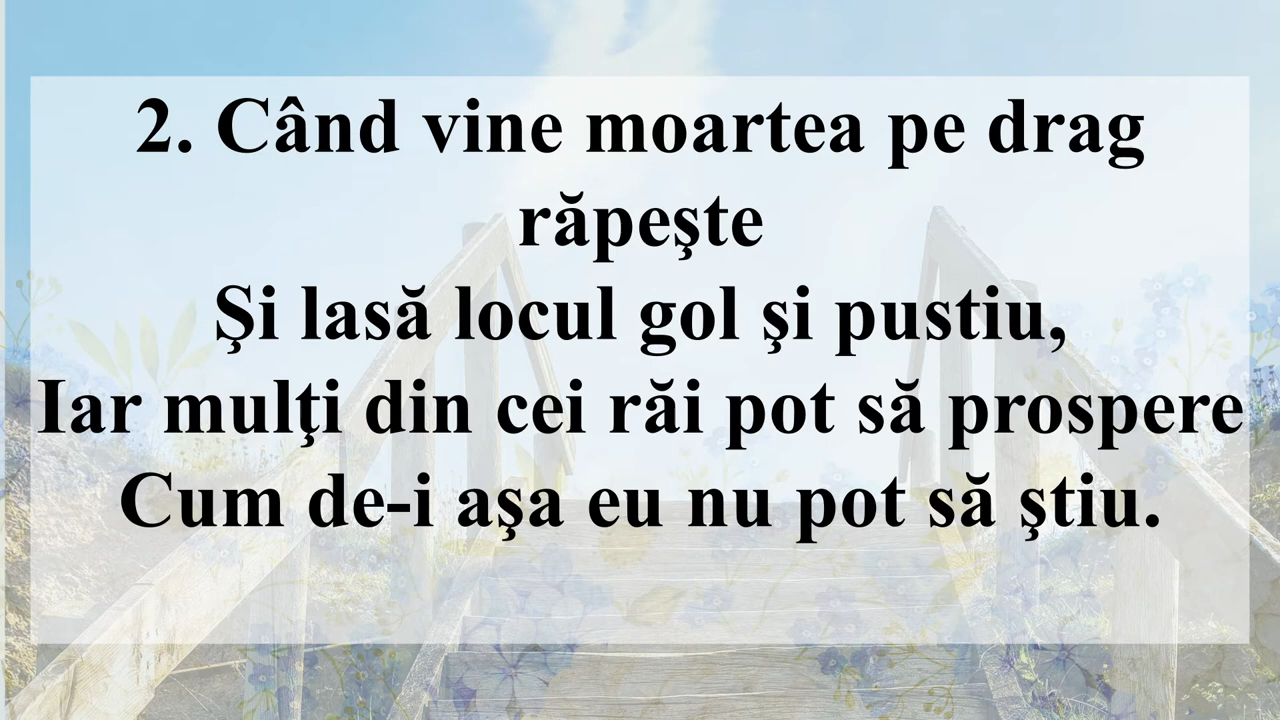 2. Când vine moartea pe drag
răpeşte
Şi lasă locul gol şi pustiu,
Iar mulţi din cei răi pot să prospere
Cum de-i aşa eu nu pot să ştiu.